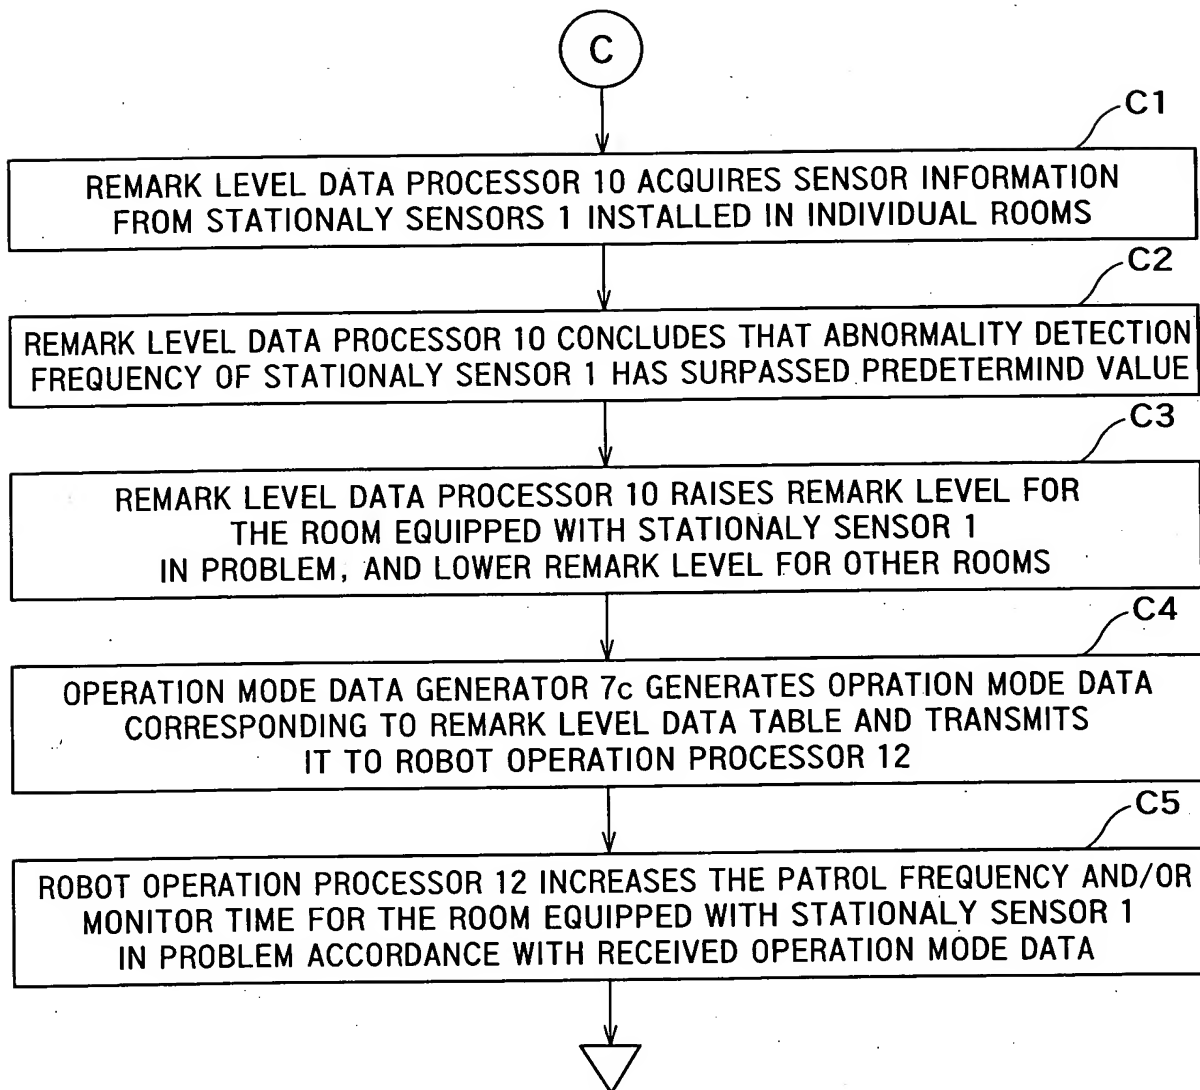 C
C1
REMARK LEVEL DATA PROCESSOR 10 ACQUIRES SENSOR INFORMATION
FROM STATIONALY SENSORS 1 INSTALLED IN INDIVIDUAL ROOMS
C2
REMARK LEVEL DATA PROCESSOR 10 CONCLUDES THAT ABNORMALITY DETECTION
FREQUENCY OF STATIONALY SENSOR 1 HAS SURPASSED PREDETERMIND VALUE
C3
REMARK LEVEL DATA PROCESSOR 10 RAISES REMARK LEVEL FOR
THE ROOM EQUIPPED WITH STATIONALY SENSOR 1
IN PROBLEM, AND LOWER REMARK LEVEL FOR OTHER ROOMS
C4
OPERATION MODE DATA GENERATOR 7c GENERATES OPRATION MODE DATA
CORRESPONDING TO REMARK LEVEL DATA TABLE AND TRANSMITS
IT TO ROBOT OPERATION PROCESSOR 12
C5
ROBOT OPERATION PROCESSOR 12 INCREASES THE PATROL FREQUENCY AND/OR
MONITOR TIME FOR THE ROOM EQUIPPED WITH STATIONALY SENSOR 1
IN PROBLEM ACCORDANCE WITH RECEIVED OPERATION MODE DATA